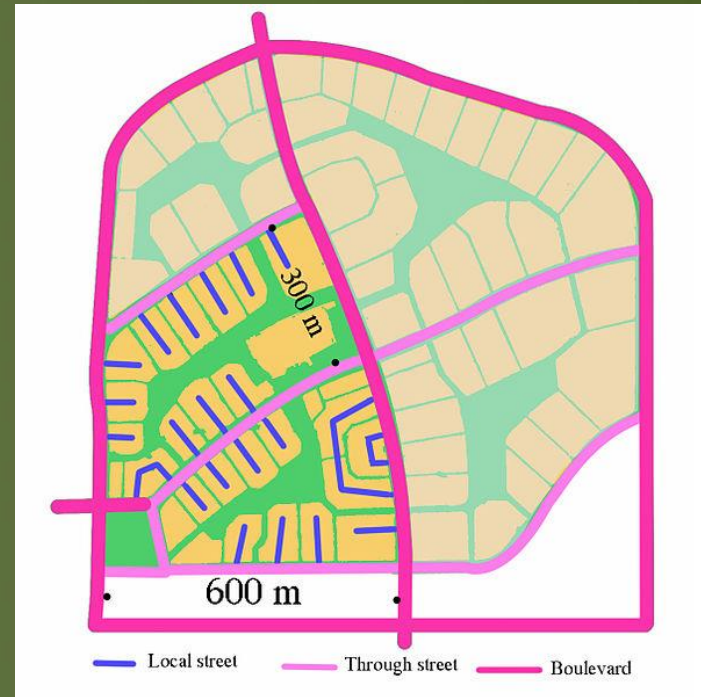 300 m
600 m
Local street
Through street
Boulevard